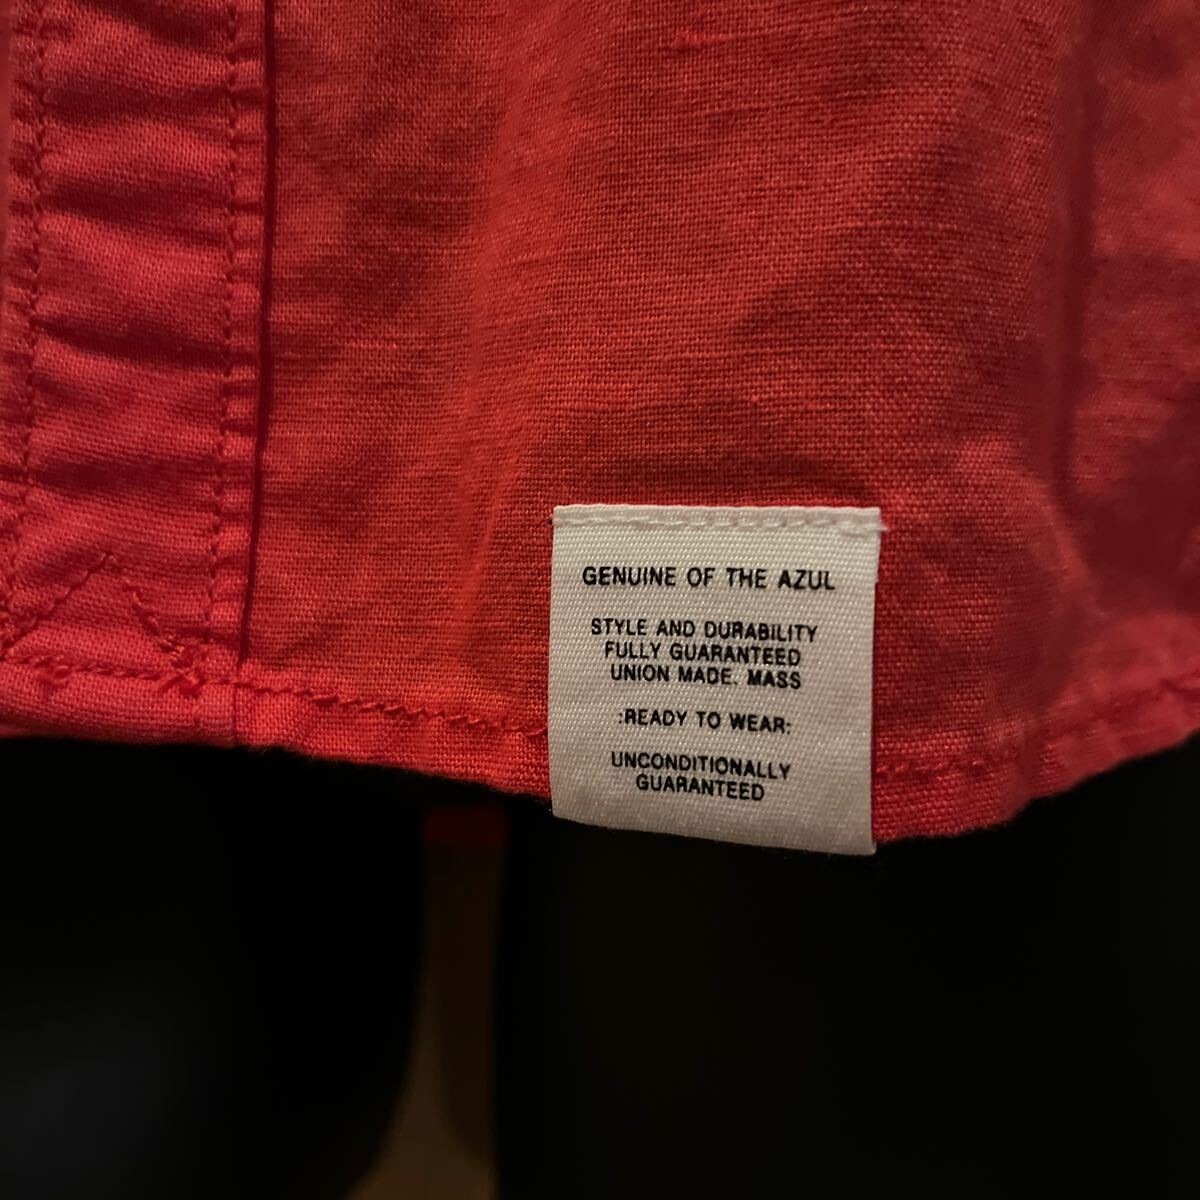 GENUINE OF THE AZUL
STYLE AND DURABILITY
FULLY GUARANTEED
UNION MADE. MASS
:READY TO WEAR:
UNCONDITIONALLY
GUARANTEED